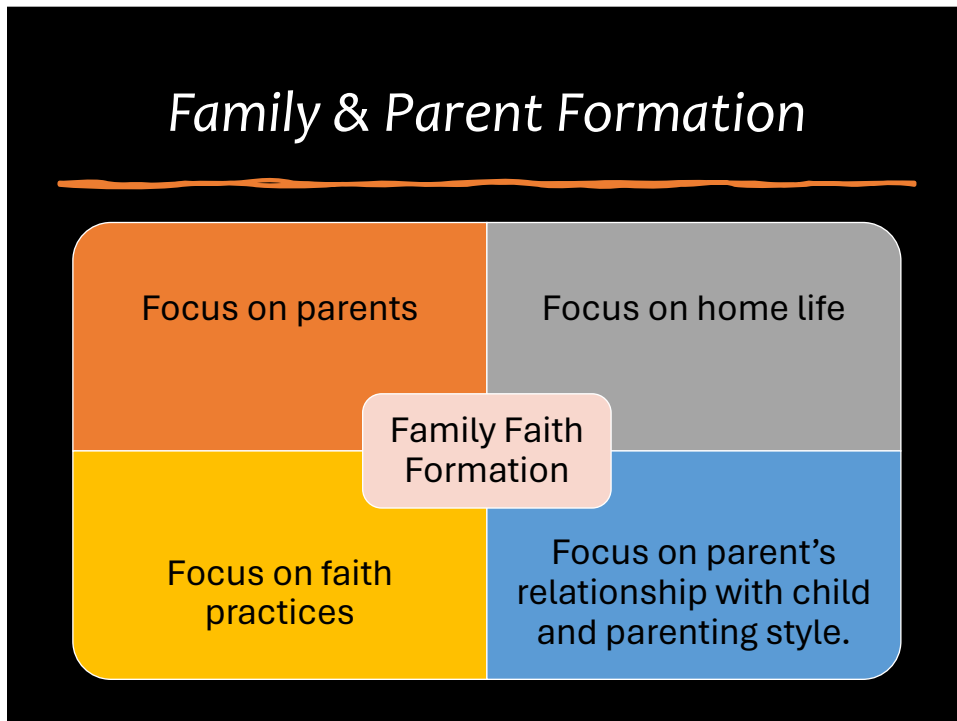 Family & Parent Formation
Focus on parents
Focus on home life
Family Faith
Formation
Focus on faith
practices
Focus on parent’s
relationship with child
and parenting style.